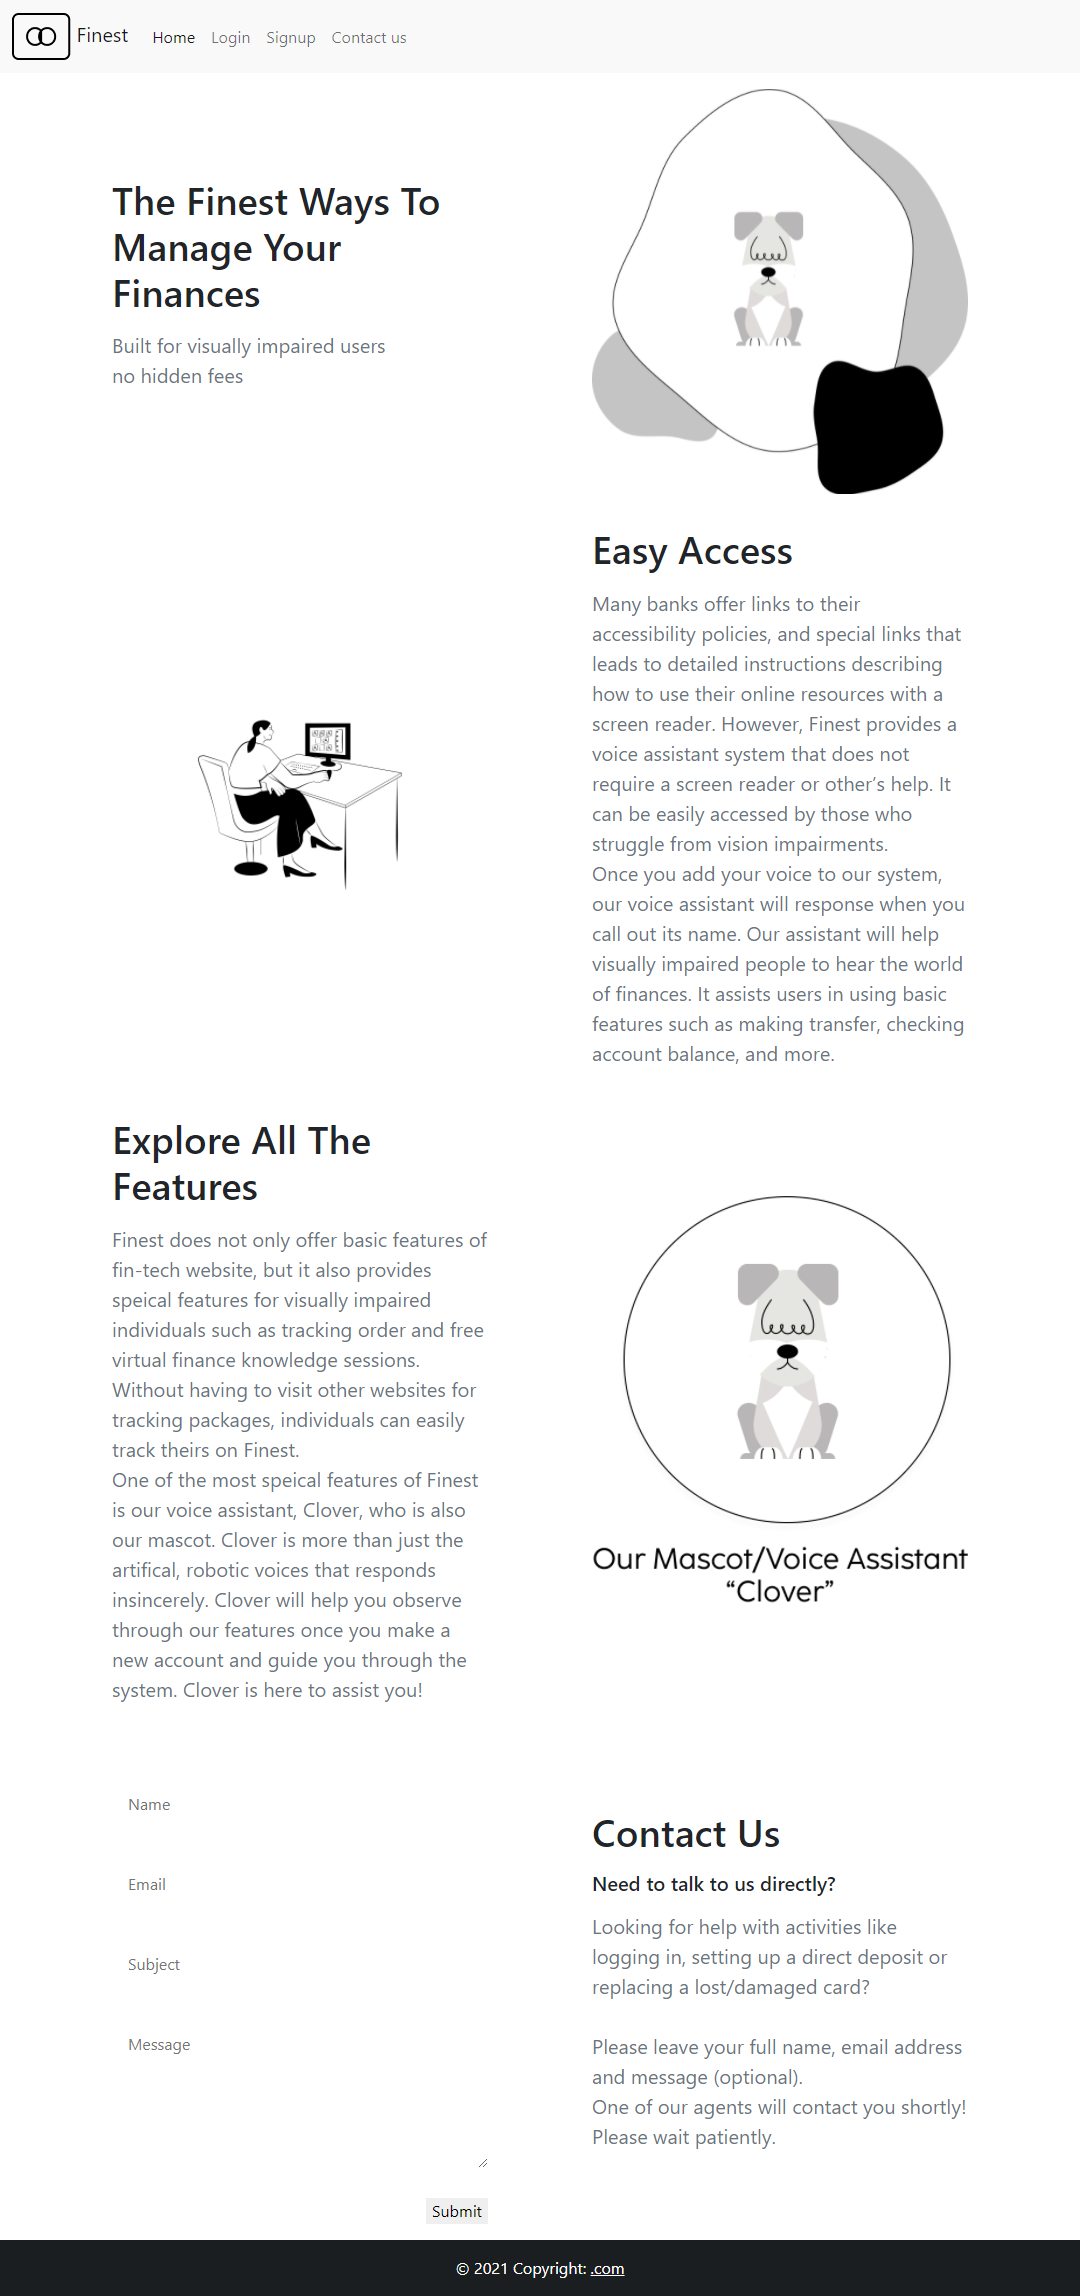 Finest
Home
Login
Signup
Contact us
The Finest Ways To
Manage Your
Finances
Built for visually impaired users
no hidden fees
Easy Access
Many banks offer links to their
accessibility policies, and special links that
leads to detailed instructions describing
how to use their online resources with a
screen reader. However, Finest provides a
voice assistant system that does not
require a screen reader or other’s help. It
can be easily accessed by those who
struggle from vision impairments.
Once you add your voice to our system,
our voice assistant will response when you
call out its name. Our assistant will help
visually impaired people to hear the world
of finances. It assists users in using basic
features such as making transfer, checking
account balance, and more.
Explore All The
Features
Finest does not only offer basic features of
fin-tech website, but it also provides
speical features for visually impaired
individuals such as tracking order and free
virtual finance knowledge sessions.
Without having to visit other websites for
tracking packages, individuals can easily
track theirs on Finest.
One of the most speical features of Finest
is our voice assistant, Clover, who is also
our mascot. Clover is more than just the
artifical, robotic voices that responds
insincerely. Clover will help you observe
through our features once you make a
new account and guide you through the
system. Clover is here to assist you!
Our Mascot/Voice Assistant
“Clover”
Name
Email
Subject
Message
Submit
Contact Us
Need to talk to us directly?
Looking for help with activities like
logging in, setting up a direct deposit or
replacing a lost/damaged card?
Please leave your full name, email address
and message (optional).
One of our agents will contact you shortly!
Please wait patiently.
© 2021 Copyright: .com